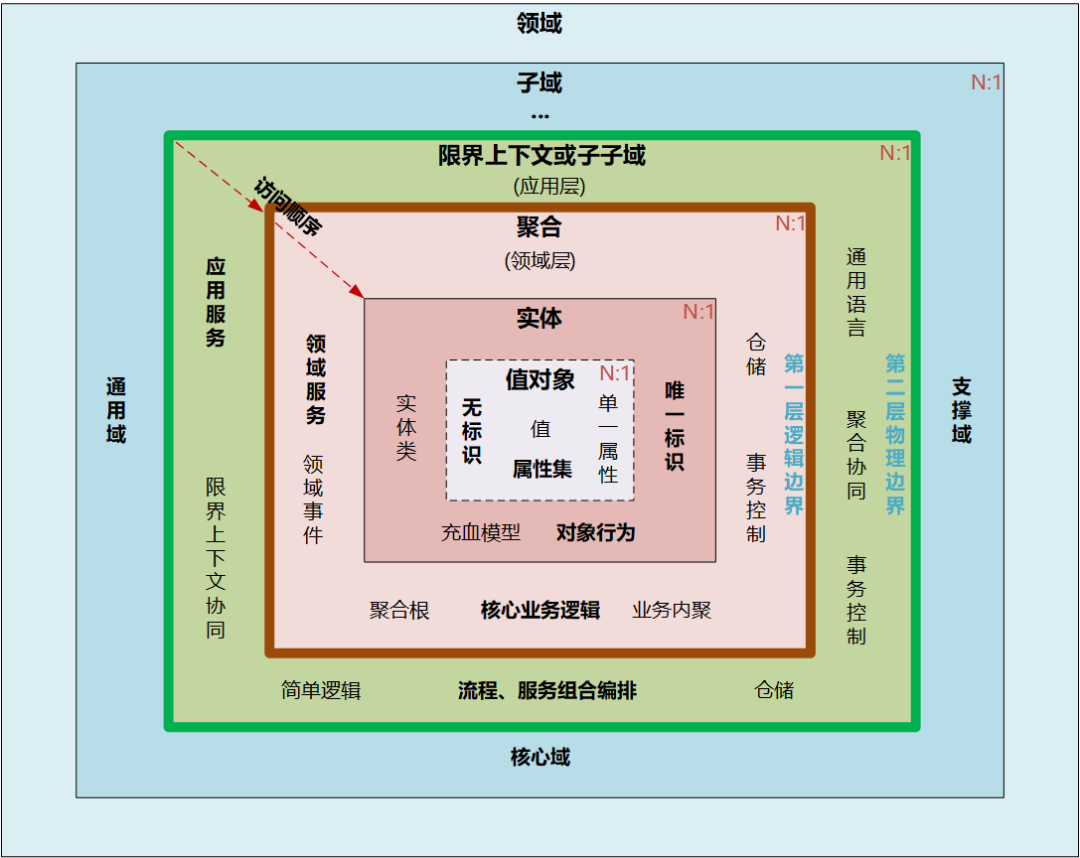 领域
子域
N:1
...
限界上下文或子子域
N:1
(应用层)
访问顺序
聚合
N:1
(领域层)
实体
N:1
值对象
N:1
无标识
值
单一属性
属性集
实体类
唯一标识
充血模型
对象行为
领域服务
领域事件
仓储
事务控制
第一层逻辑边界
聚合根
核心业务逻辑
业务内聚
应用服务
限界上下文协同
通用语言
聚合协同
事务控制
第二层物理边界
简单逻辑
流程、服务组合编排
仓储
通用域
支撑域
核心域